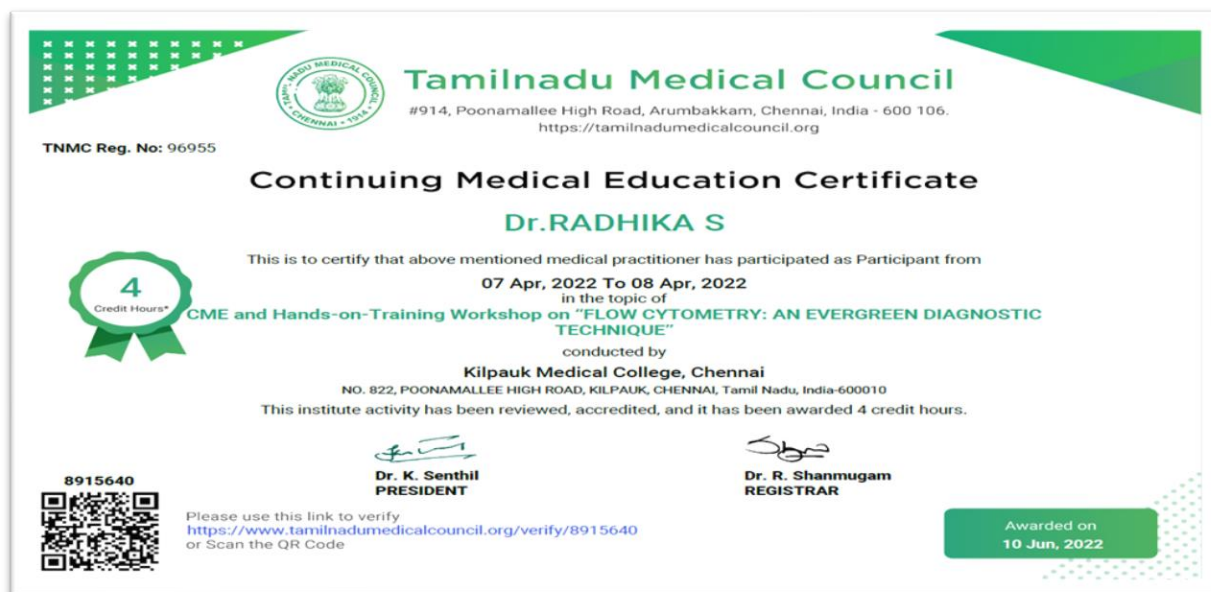 TAMIL NADU MEDICAL COUNCIL
CHENNAI - 1914
Tamilnadu Medical Council
#914, Poonamallee High Road, Arumbakkam, Chennai, India - 600 106.
https://tamilnadumedicalcouncil.org
TNMC Reg. No: 96955
Continuing Medical Education Certificate
Dr.RADHIKA S
This is to certify that above mentioned medical practitioner has participated as Participant from
07 Apr, 2022 To 08 Apr, 2022
4
Credit Hours*
in the topic of
CME and Hands-on-Training Workshop on “FLOW CYTOMETRY: AN EVERGREEN DIAGNOSTIC
TECHNIQUE”
conducted by
Kilpauk Medical College, Chennai
NO. 822, POONAMALLEE HIGH ROAD, KILPAUK, CHENNAI, Tamil Nadu, India-600010
This institute activity has been reviewed, accredited, and it has been awarded 4 credit hours.
Dr. K. Senthil
PRESIDENT
Dr. R. Shanmugam
REGISTRAR
8915640
Please use this link to verify
https://www.tamilnadumedicalcouncil.org/verify/8915640
or Scan the QR Code
Awarded on
10 Jun, 2022